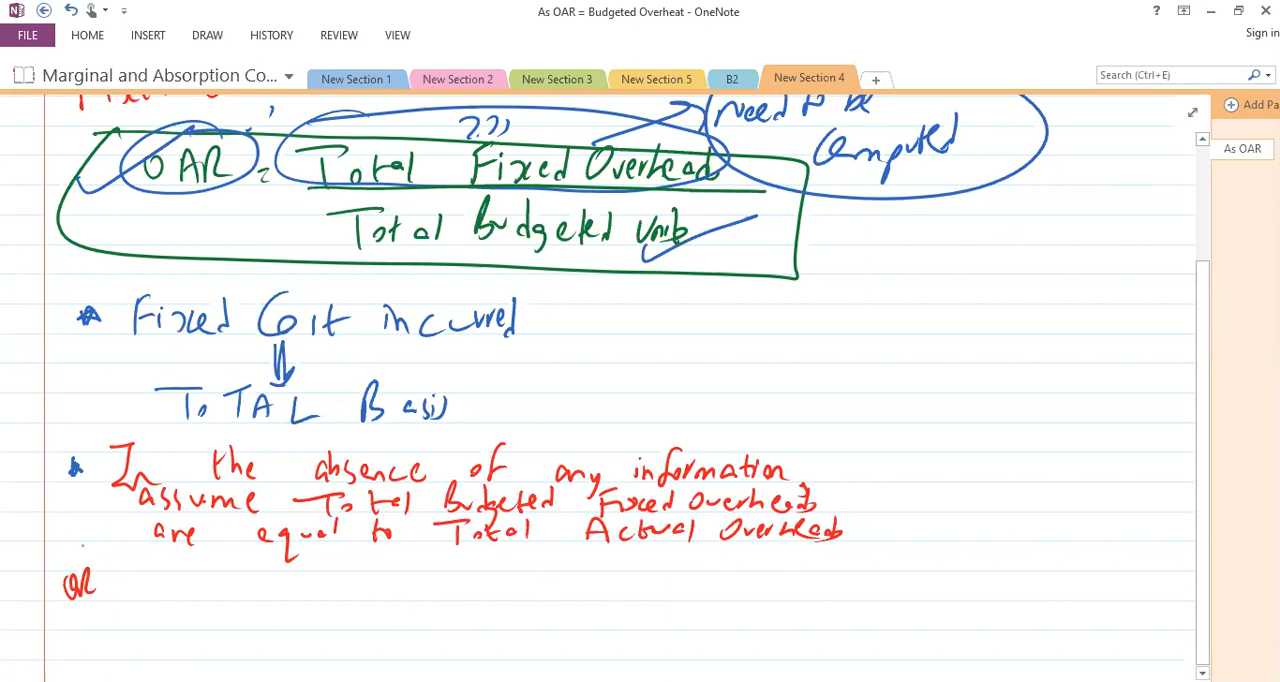 As OAR = Budgeted Overheat - OneNote
Sign in
FILE HOME INSERT DRAW HISTORY REVIEW VIEW
Marginal and Absorption Co... New Section 1 New Section 2 New Section 3 New Section 5 B2 New Section 4
Search (Ctrl+E)
Add Pa
As OAR
need to be
computed
???
OAR = Total Fixed Overhead
Total Budgeted Units
* Fixed Cost incurred
TOTAL Basis
* In the absence of any information
assume Total Budgeted Fixed Overheads
are equal to Total Actual Overheads
OR